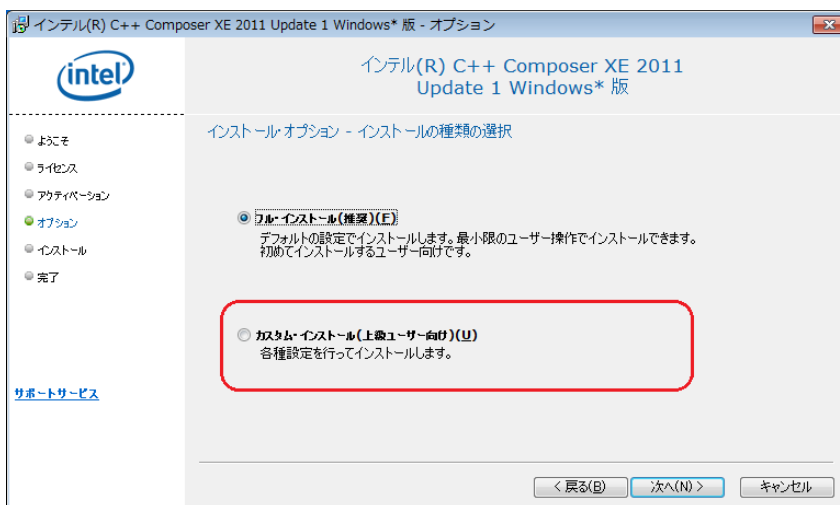 インテル(R) C++ Composer XE 2011 Update 1 Windows* 版 - オプション
intel
インテル(R) C++ Composer XE 2011
Update 1 Windows* 版
ようこそ
ライセンス
アクティベーション
オプション
インストール
完了
サポートサービス
インストール・オプション - インストールの種類の選択
フル・インストール(推奨)(F)
デフォルトの設定でインストールします。最小限のユーザー操作でインストールできます。
初めてインストールするユーザー向けです。
カスタム・インストール(上級ユーザー向け)(U)
各種設定を行ってインストールします。
< 戻る(B)
次へ(N) >
キャンセル